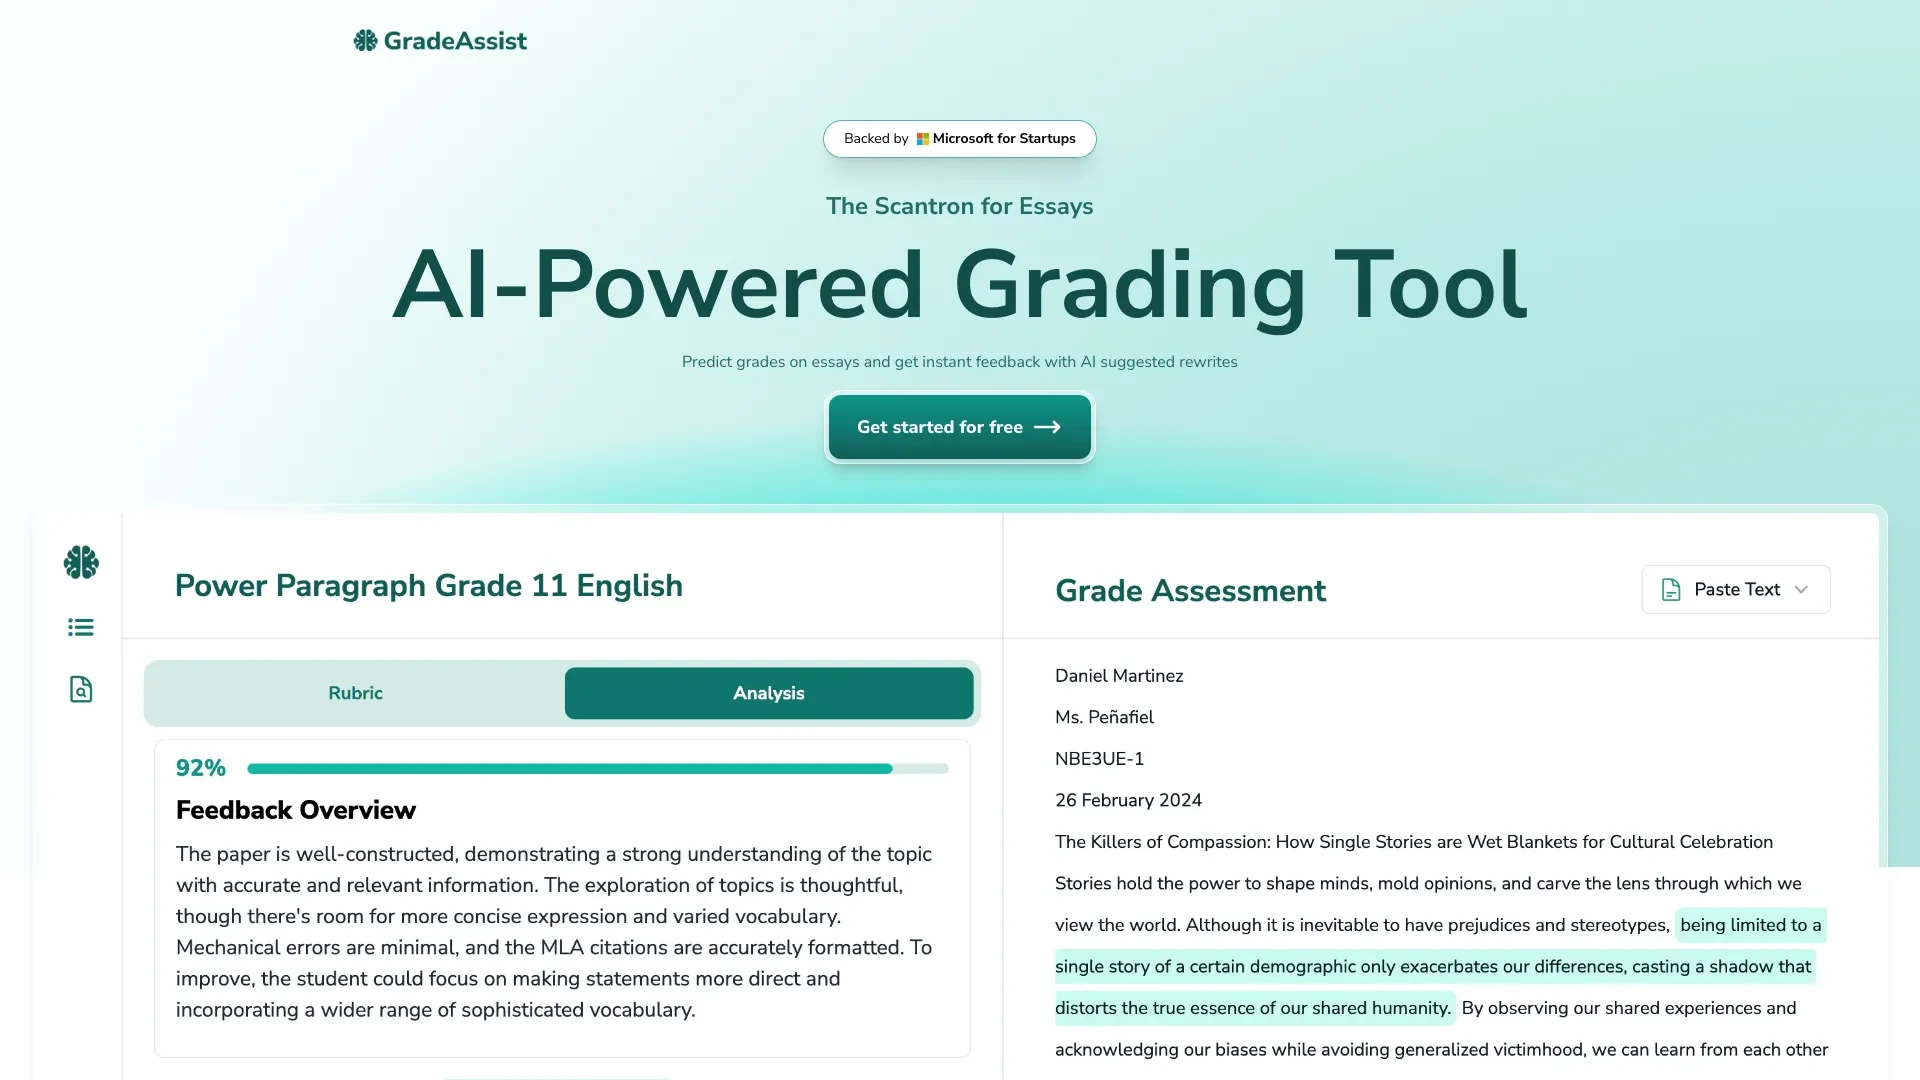 GradeAssist
Backed by Microsoft for Startups
The Scantron for Essays
AI-Powered Grading Tool
Predict grades on essays and get instant feedback with AI suggested rewrites
Get started for free
Power Paragraph Grade 11 English
Rubric
Analysis
92%
Feedback Overview
The paper is well-constructed, demonstrating a strong understanding of the topic
with accurate and relevant information. The exploration of topics is thoughtful,
though there's room for more concise expression and varied vocabulary.
Mechanical errors are minimal, and the MLA citations are accurately formatted. To
improve, the student could focus on making statements more direct and
incorporating a wider range of sophisticated vocabulary.
Grade Assessment
Paste Text
Daniel Martinez
Ms. Peñafiel
NBE3UE-1
26 February 2024
The Killers of Compassion: How Single Stories are Wet Blankets for Cultural Celebration
Stories hold the power to shape minds, mold opinions, and carve the lens through which we
view the world. Although it is inevitable to have prejudices and stereotypes, being limited to a
single story of a certain demographic only exacerbates our differences, casting a shadow that
distorts the true essence of our shared humanity. By observing our shared experiences and
acknowledging our biases while avoiding generalized victimhood, we can learn from each other